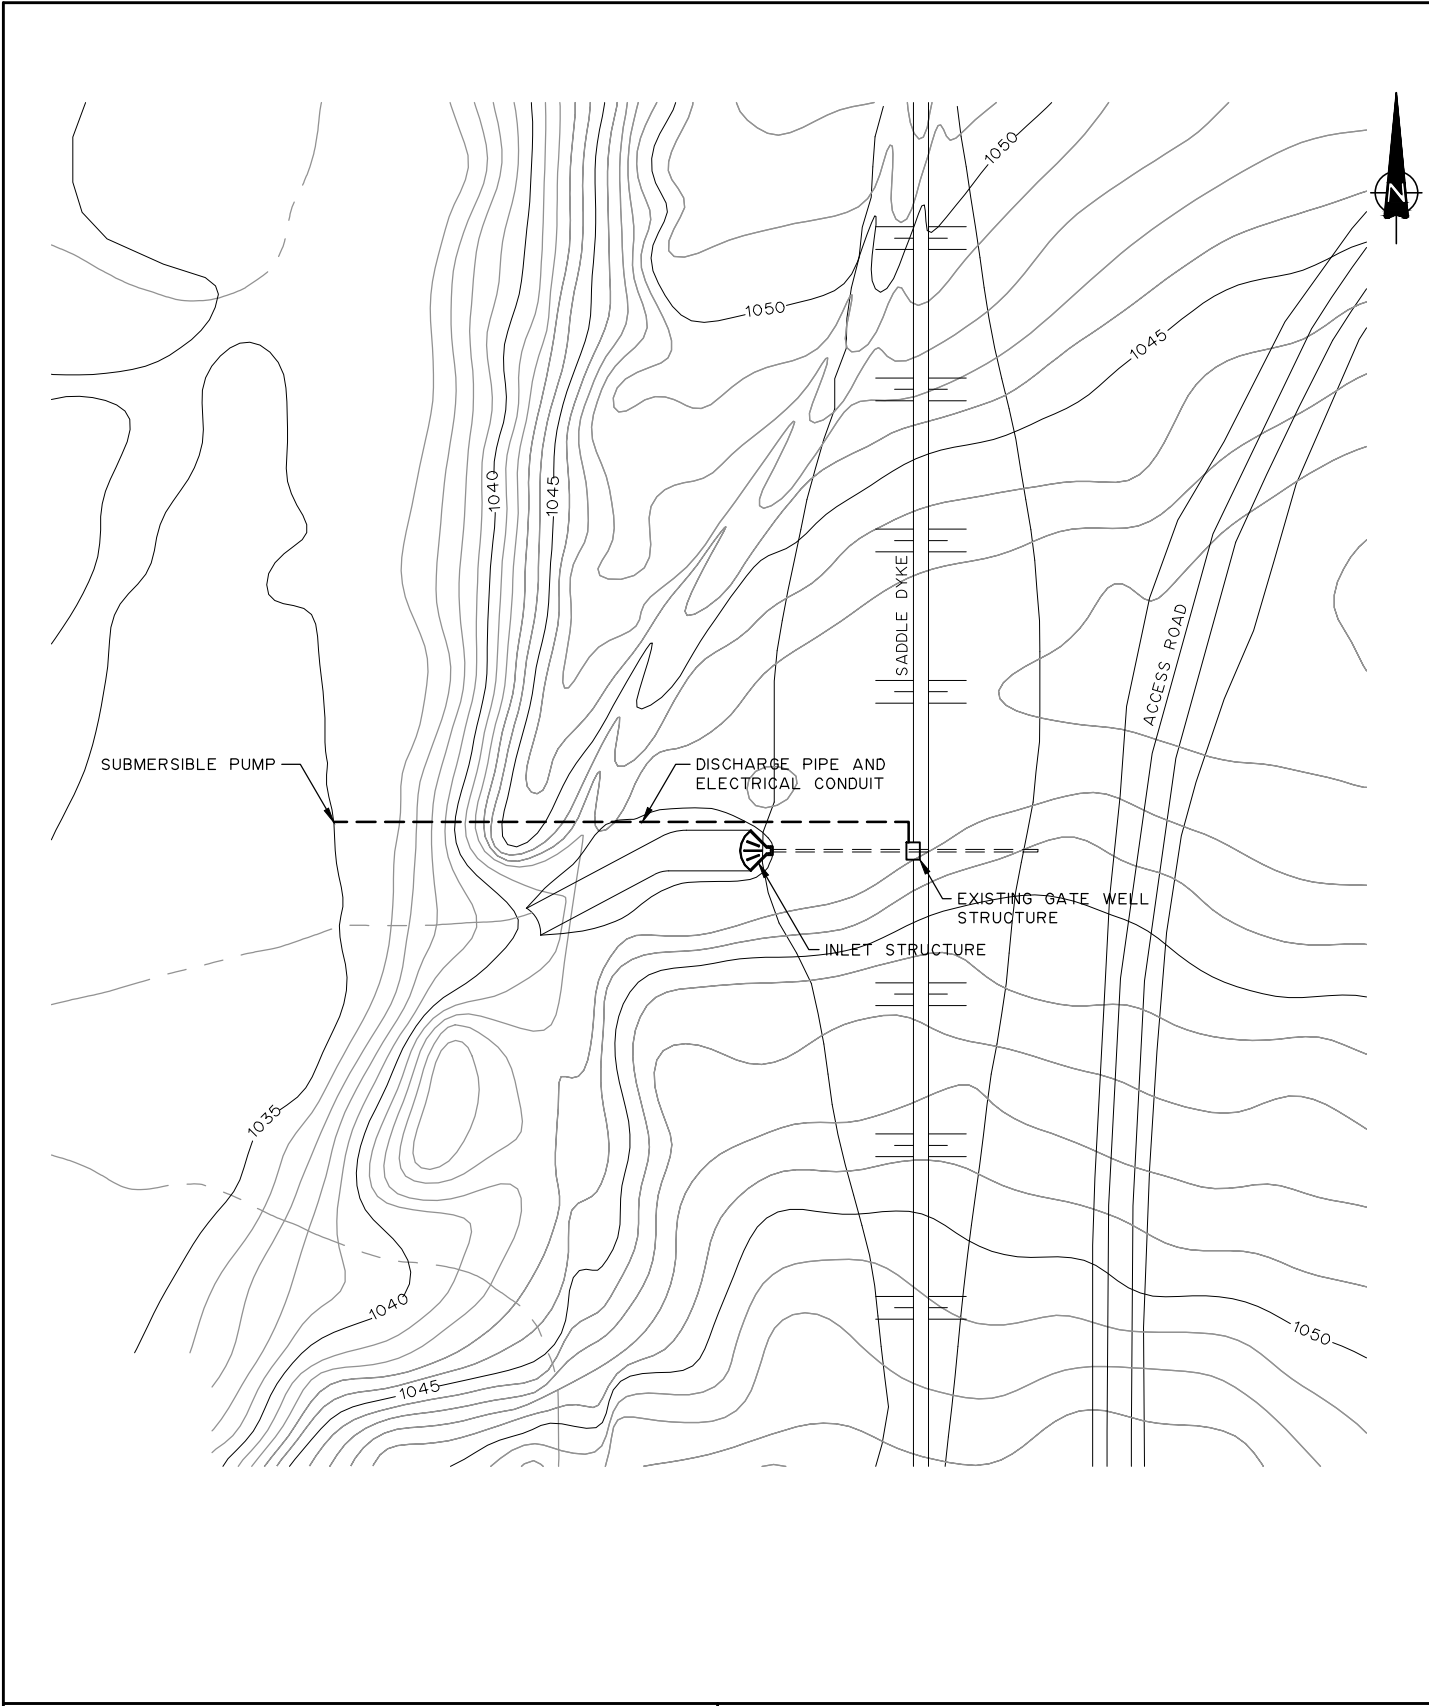 1050
N
1050
1045
1040
1045
SADDLE DYKE
ACCESS ROAD
SUBMERSIBLE PUMP
DISCHARGE PIPE AND
ELECTRICAL CONDUIT
EXISTING GATE WELL
STRUCTURE
INLET STRUCTURE
1035
1040
1050
1045